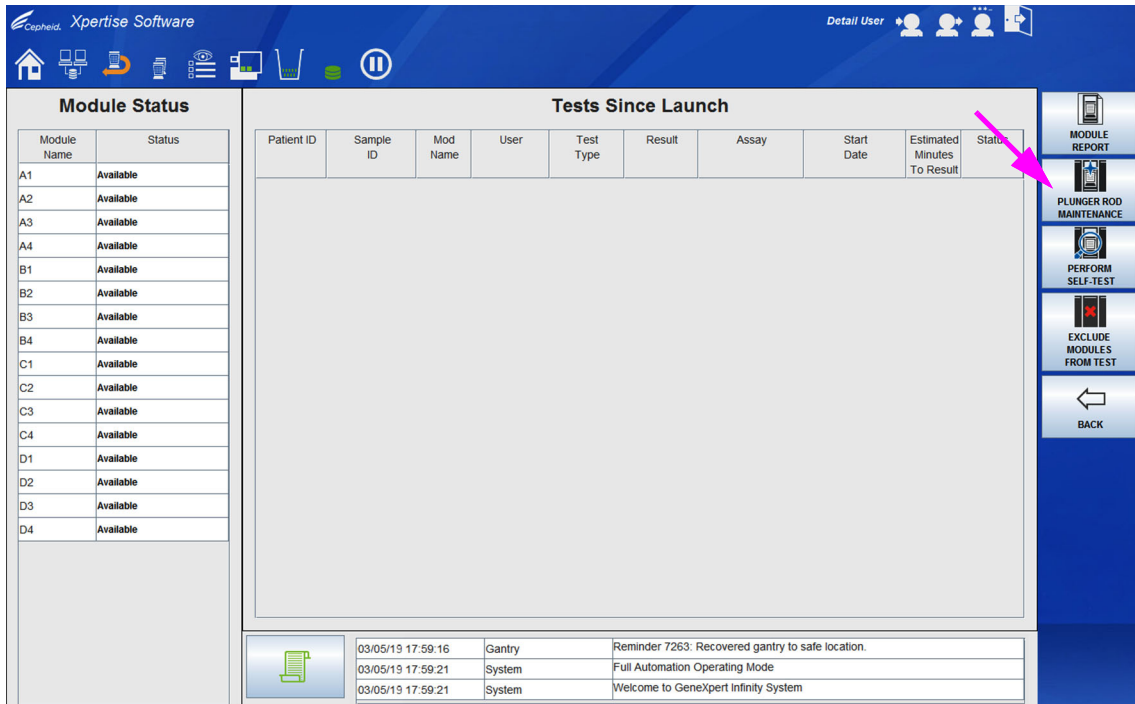 Cepheid. Xpertise Software
Detail User
Module Status
Module Name
Status
A1 Available
A2 Available
A3 Available
A4 Available
B1 Available
B2 Available
B3 Available
B4 Available
C1 Available
C2 Available
C3 Available
C4 Available
D1 Available
D2 Available
D3 Available
D4 Available
Tests Since Launch
Patient ID
Sample ID
Mod Name
User
Test Type
Result
Assay
Start Date
Estimated Minutes To Result
Status
03/05/19 17:59:16 Gantry Reminder 7263: Recovered gantry to safe location.
03/05/19 17:59:21 System Full Automation Operating Mode
03/05/19 17:59:21 System Welcome to GeneXpert Infinity System
MODULE
REPORT
PLUNGER ROD
MAINTENANCE
PERFORM
SELF-TEST
EXCLUDE
MODULES
FROM TEST
BACK